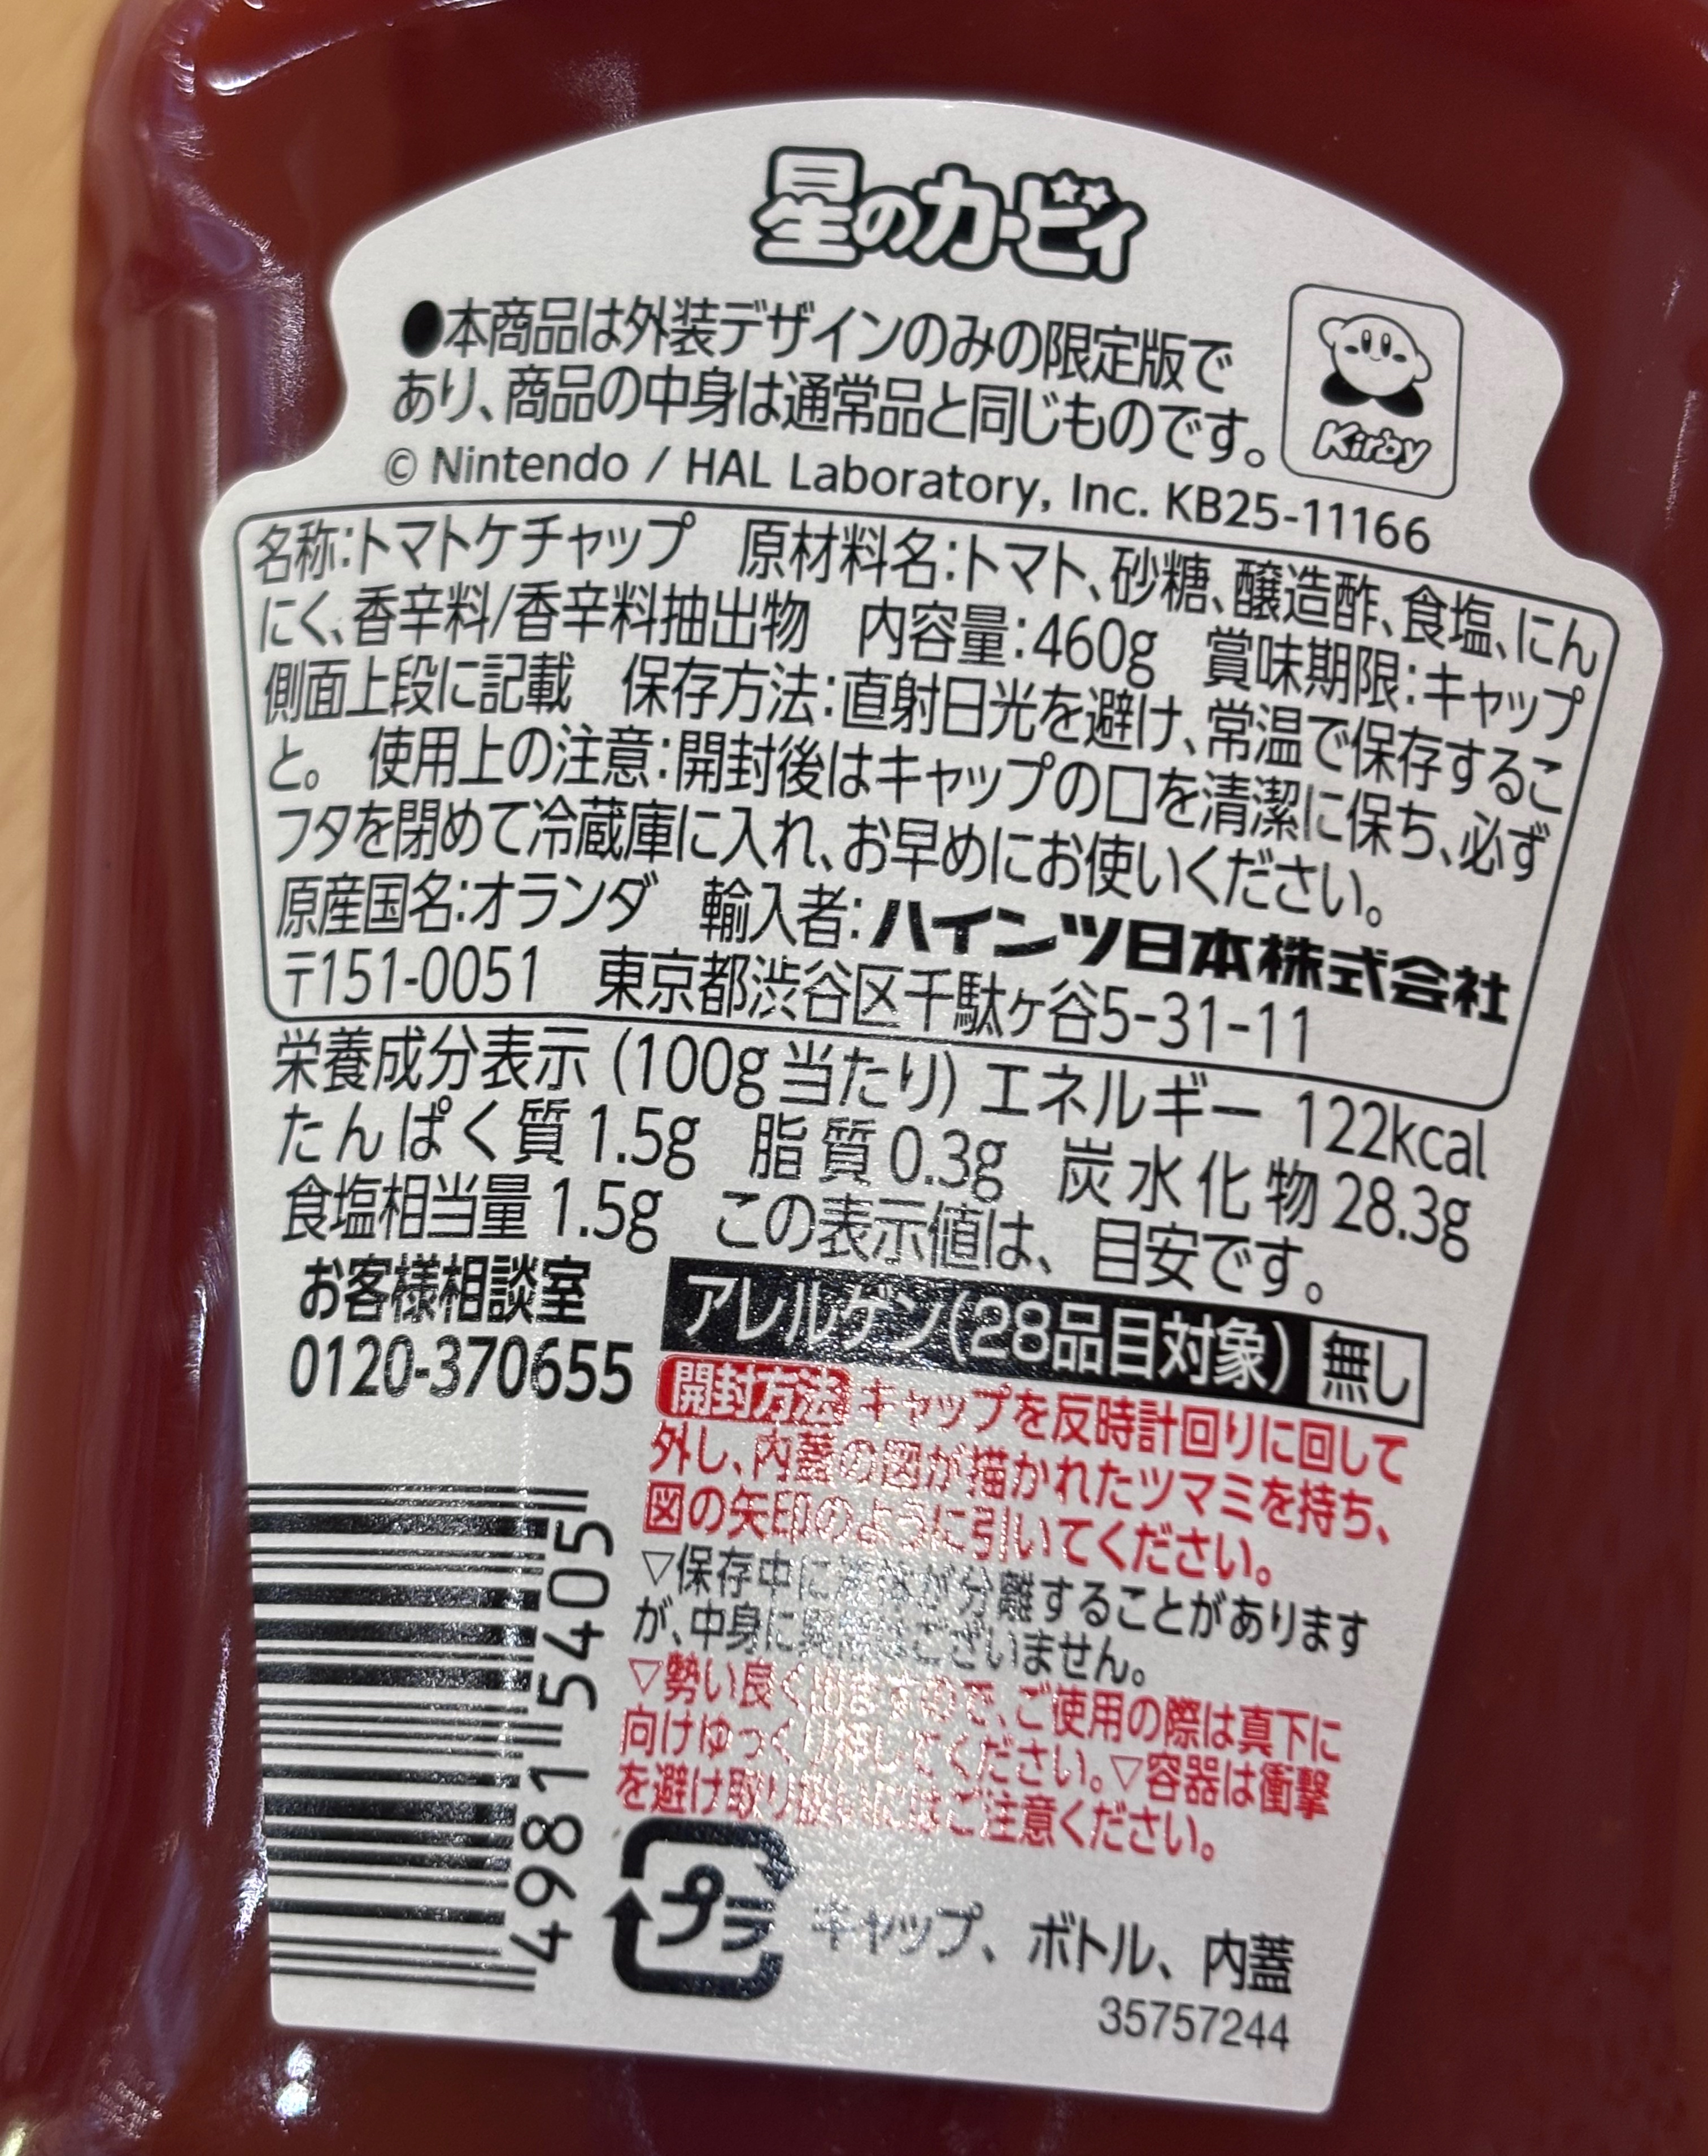 星のカービィ
●本商品は外装デザインのみの限定版で
あり、商品の中身は通常品と同じものです。
Kirby
© Nintendo / HAL Laboratory, Inc. KB25-11166
名称:トマトケチャップ 原材料名:トマト、砂糖、醸造酢、食塩、にん
にく、香辛料/香辛料抽出物 内容量:460g 賞味期限:キャップ
側面上段に記載 保存方法:直射日光を避け、常温で保存するこ
と。 使用上の注意:開封後はキャップの口を清潔に保ち、必ず
フタを閉めて冷蔵庫に入れ、お早めにお使いください。
原産国名:オランダ 輸入者:ハインツ日本株式会社
〒151-0051 東京都渋谷区千駄ヶ谷5-31-11
栄養成分表示 (100g当たり) エネルギー 122kcal
たんぱく質 1.5g 脂質 0.3g 炭水化物 28.3g
食塩相当量 1.5g この表示値は、目安です。
お客様相談室
0120-370655
アレルゲン(28品目対象) 無し
開封方法 キャップを反時計回りに回して
外し、内蓋の図が描かれたツマミを持ち、
図の矢印のように引いてください。
▽保存中に が分離することがあります
が、中身に ございません。
▽勢い良く ので、ご使用の際は真下に
向けゆっくり押してください。▽容器は衝撃
を避け取り扱いにはご注意ください。
4981815405
プラ
キャップ、ボトル、内蓋
35757244